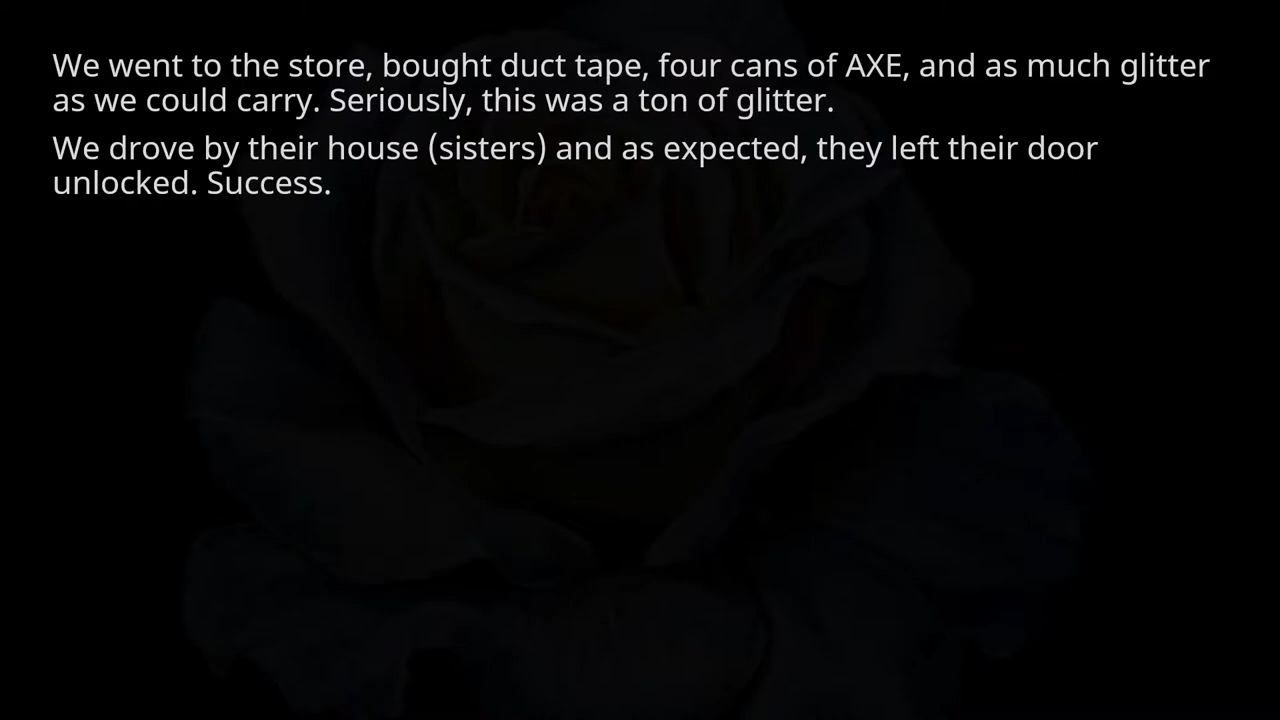 We went to the store, bought duct tape, four cans of AXE, and as much glitter
as we could carry. Seriously, this was a ton of glitter.
We drove by their house (sisters) and as expected, they left their door
unlocked. Success.